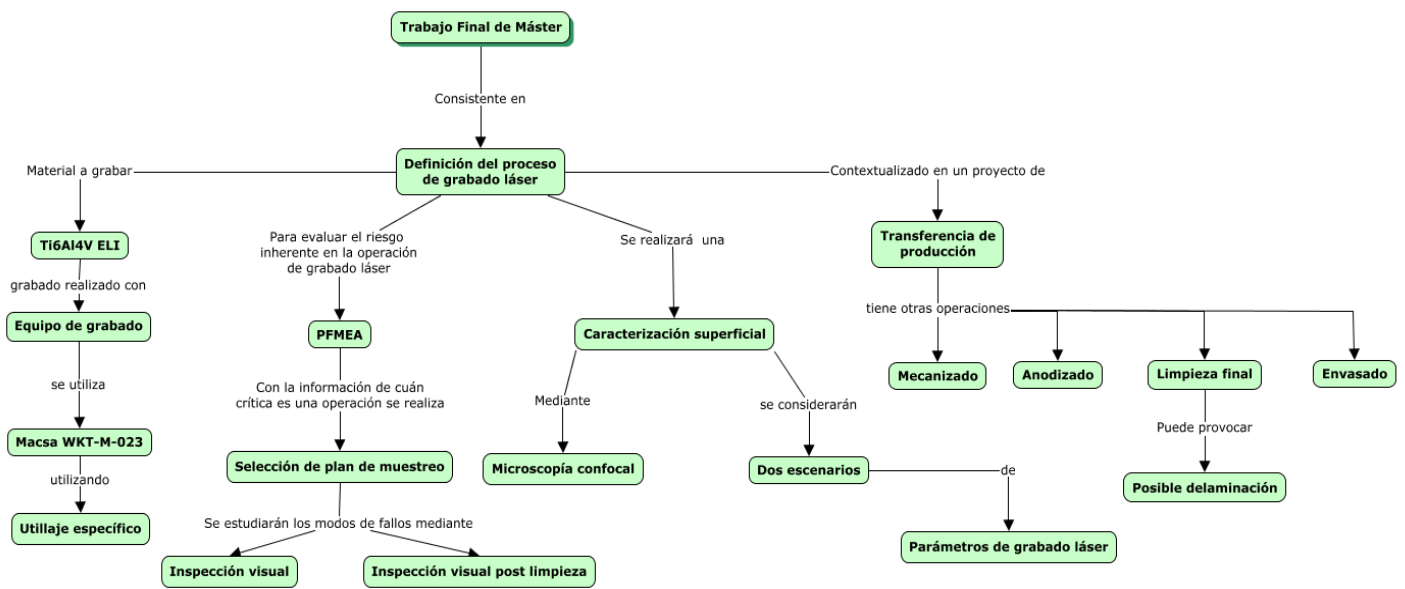 Trabajo Final de Máster
Consistente en
Definición del proceso
de grabado láser
Material a grabar
Ti6Al4V ELI
grabado realizado con
Equipo de grabado
se utiliza
Macsa WKT-M-023
utilizando
Utillaje específico
Para evaluar el riesgo
inherente en la operación
de grabado láser
PFMEA
Con la información de cuán
crítica es una operación se realiza
Selección de plan de muestreo
Se estudiarán los modos de fallos mediante
Inspección visual
Inspección visual post limpieza
Se realizará una
Caracterización superficial
Mediante
Microscopía confocal
se considerarán
Dos escenarios
de
Parámetros de grabado láser
Contextualizado en un proyecto de
Transferencia de
producción
tiene otras operaciones
Mecanizado
Anodizado
Limpieza final
Envasado
Puede provocar
Posible delaminación